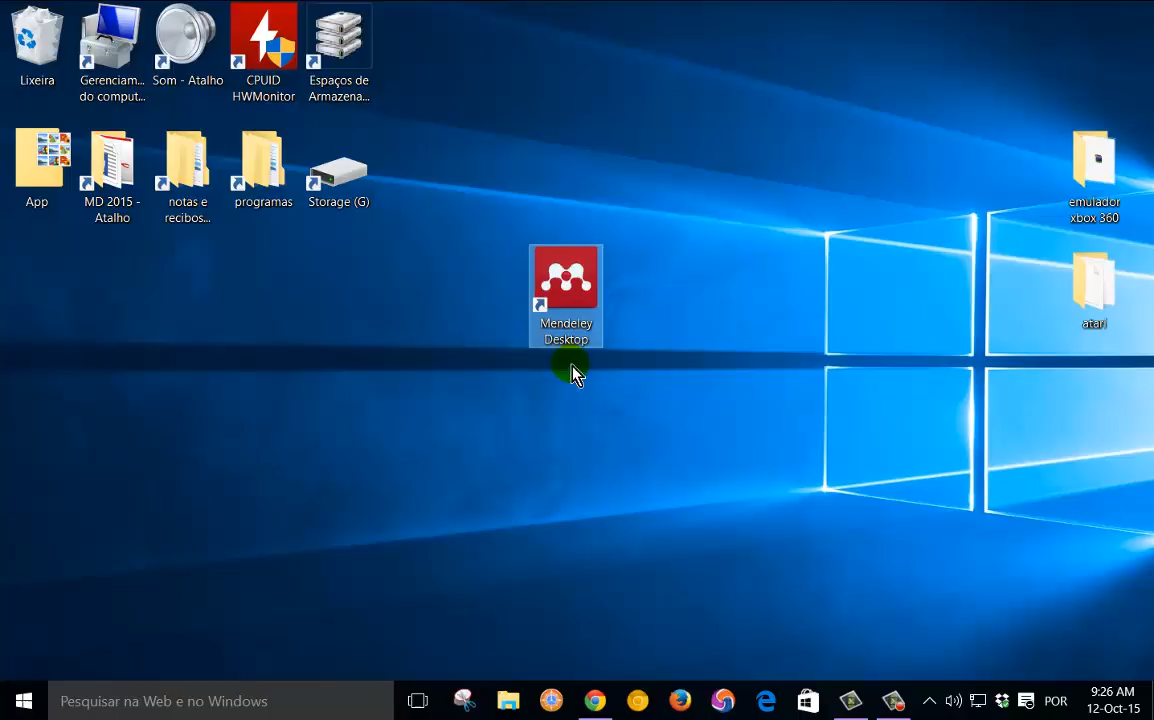 Lixeira
Gerenciam...
do comput...
Som - Atalho
CPUID
HWMonitor
Espaços de
Armazena...
App
MD 2015 -
Atalho
notas e
recibos...
programas
Storage (G)
emulador
xbox 360
Mendeley
Desktop
atari
Pesquisar na Web e no Windows
POR
9:26 AM
12-Oct-15